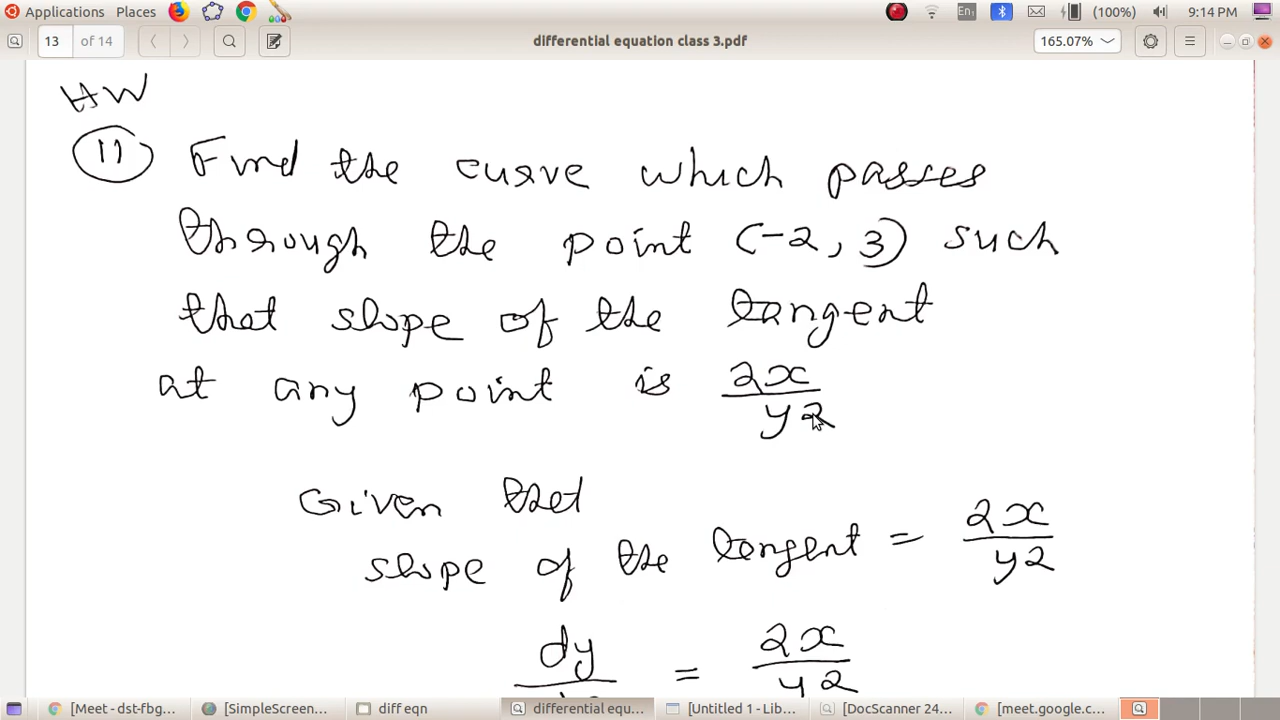 Applications Places En₁ (100%) 9:14 PM
13 of 14 differential equation class 3.pdf 165.07%
HW
11 Find the curve which passes
through the point (-2, 3) such
that slope of the tangent
at any point is 2x/y2
Given that
slope of the tangent = 2x/y2
dy = 2x/y2
[Meet - dst-fbg... [SimpleScreen... diff eqn differential equ... [Untitled 1 - Lib... [DocScanner 24... [meet.google.co...